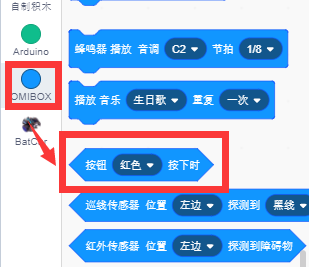 自制积木
Arduino
OMIBOX
BatCar
蜂鸣器 播放 音调 C2 节拍 1/8
播放 音乐 生日歌 重复 一次
按钮 红色 按下时
巡线传感器 位置 左边 探测到 黑线
红外传感器 位置 左边 探测到障碍物